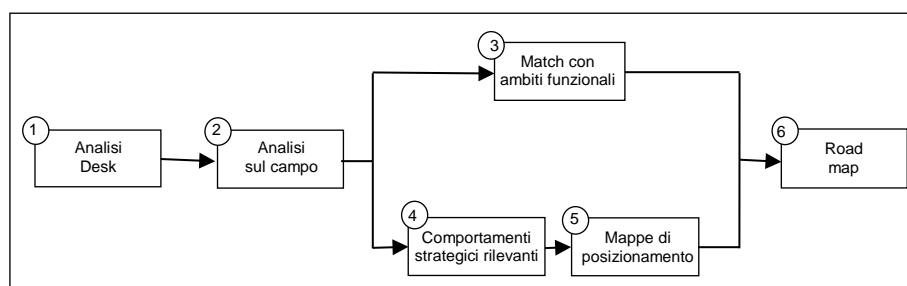 1
Analisi
Desk
2
Analisi
sul campo
3
Match con
ambiti funzionali
4
Comportamenti
strategici rilevanti
5
Mappe di
posizionamento
6
Road
map